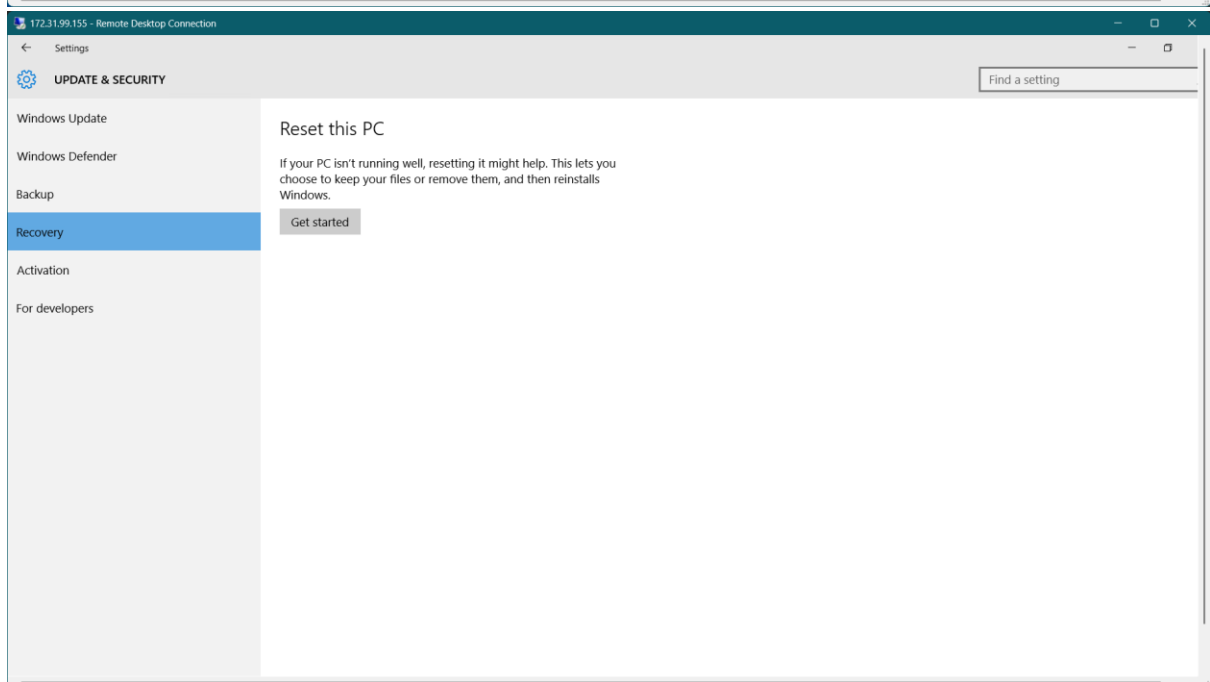 172.31.99.155 - Remote Desktop Connection
Settings
UPDATE & SECURITY
Find a setting
Windows Update
Windows Defender
Backup
Recovery
Activation
For developers
Reset this PC
If your PC isn't running well, resetting it might help. This lets you
choose to keep your files or remove them, and then reinstalls
Windows.
Get started